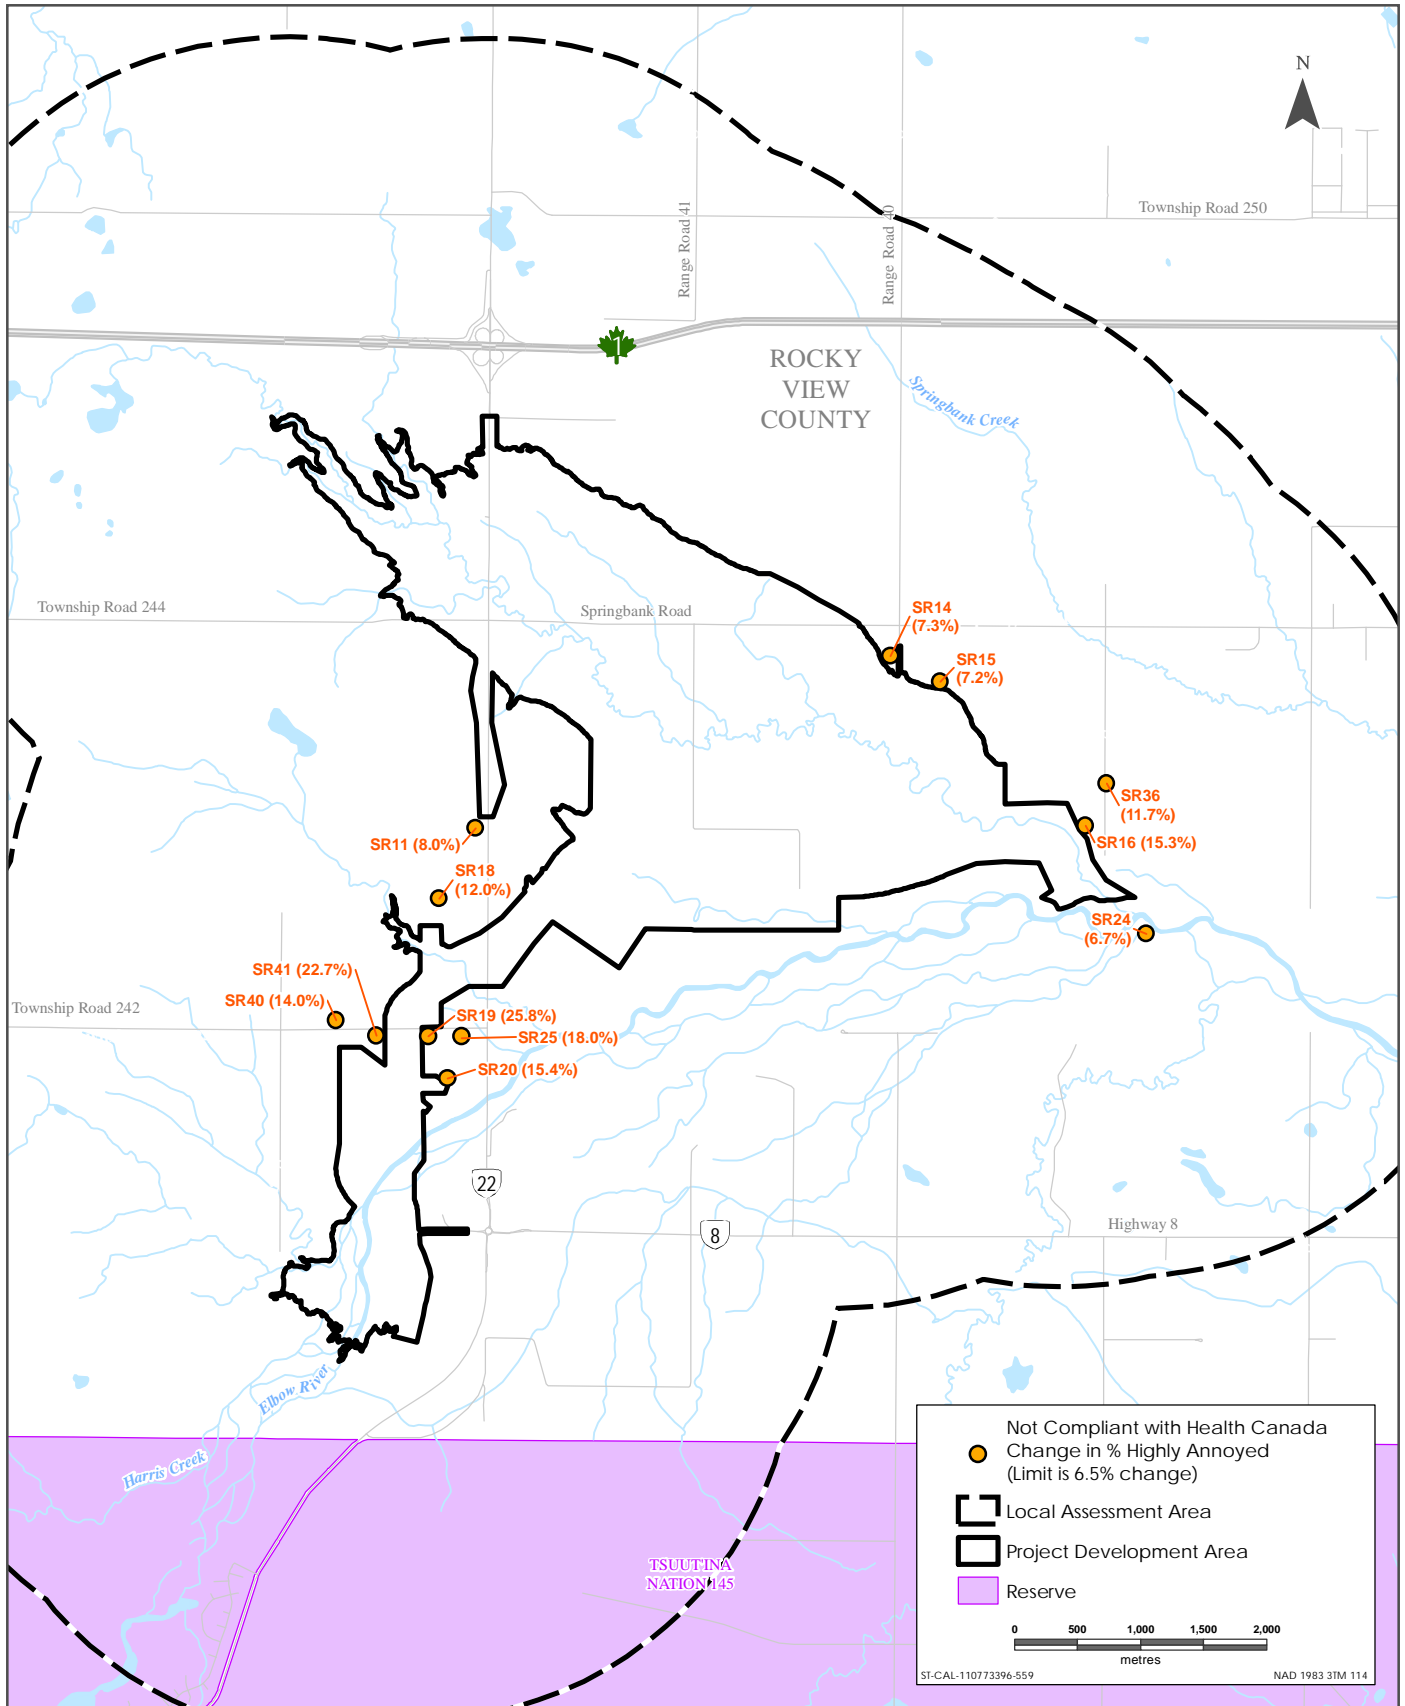 N
Township Road 250
Range Road 41
Range Road 40
1
ROCKY
VIEW
COUNTY
Springbank Creek
Township Road 244
Springbank Road
SR14
(7.3%)
SR15
(7.2%)
SR36
(11.7%)
SR16 (15.3%)
SR11 (8.0%)
SR18
(12.0%)
SR24
(6.7%)
SR41 (22.7%)
SR40 (14.0%)
Township Road 242
SR19 (25.8%)
SR25 (18.0%)
SR20 (15.4%)
22
8
Highway 8
Elbow River
Harris Creek
TSUUT'INA
NATION 145
Not Compliant with Health Canada
Change in % Highly Annoyed
(Limit is 6.5% change)
Local Assessment Area
Project Development Area
Reserve
0 500 1,000 1,500 2,000
metres
ST-CAL-110773396-559
NAD 1983 3TM 114